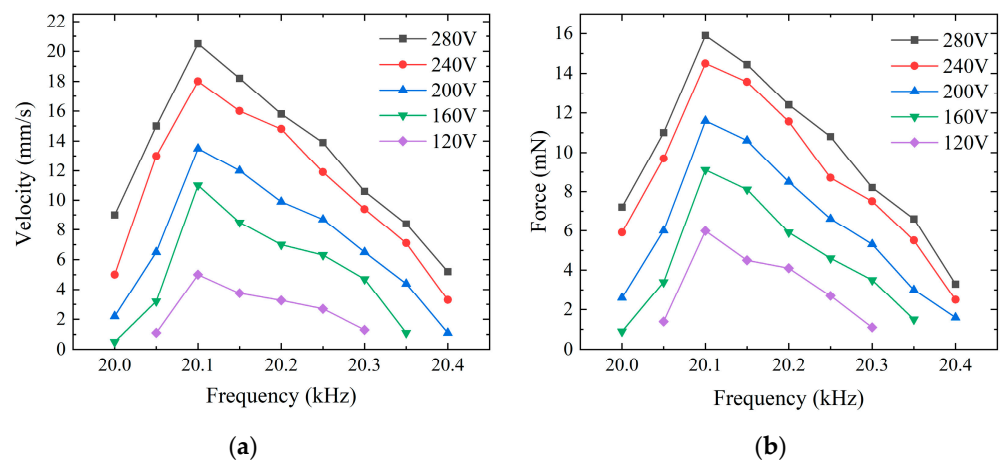 22
20
18
16
14
12
10
8
6
4
2
0
Velocity (mm/s)
280V
240V
200V
160V
120V
20.0 20.1 20.2 20.3 20.4
Frequency (kHz)
(a)
16
14
12
10
8
6
4
2
0
Force (mN)
280V
240V
200V
160V
120V
20.0 20.1 20.2 20.3 20.4
Frequency (kHz)
(b)